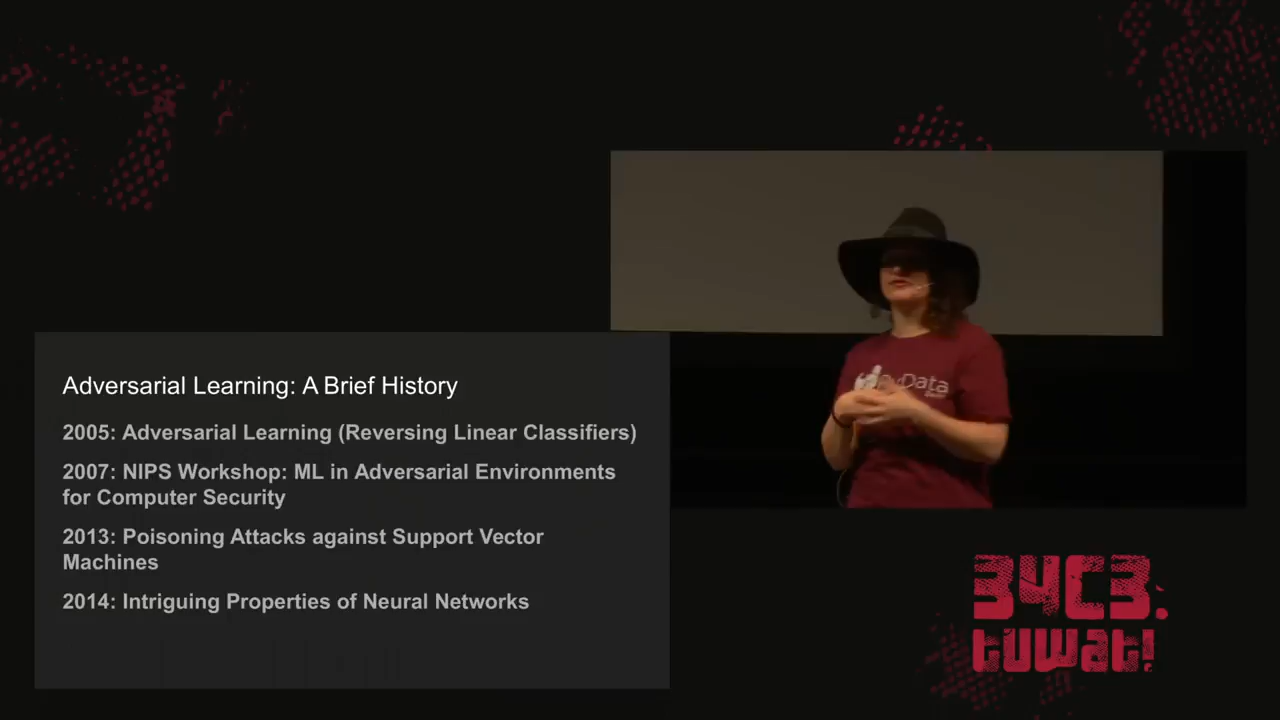 Adversarial Learning: A Brief History
2005: Adversarial Learning (Reversing Linear Classifiers)
2007: NIPS Workshop: ML in Adversarial Environments
for Computer Security
2013: Poisoning Attacks against Support Vector
Machines
2014: Intriguing Properties of Neural Networks
PyData
34C3.
tuwat!